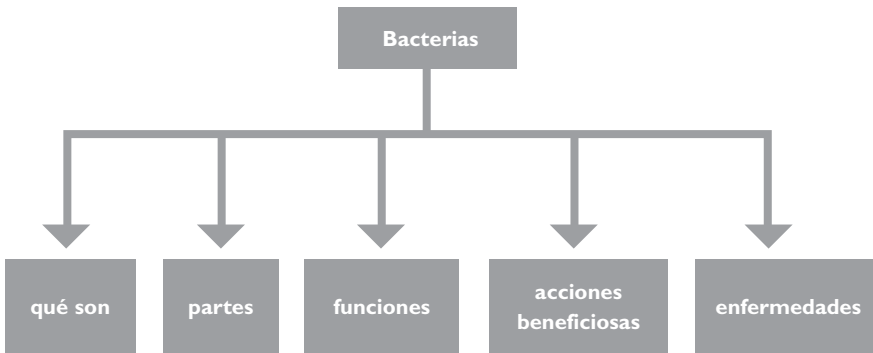 Bacterias
qué son
partes
funciones
acciones
beneficiosas
enfermedades